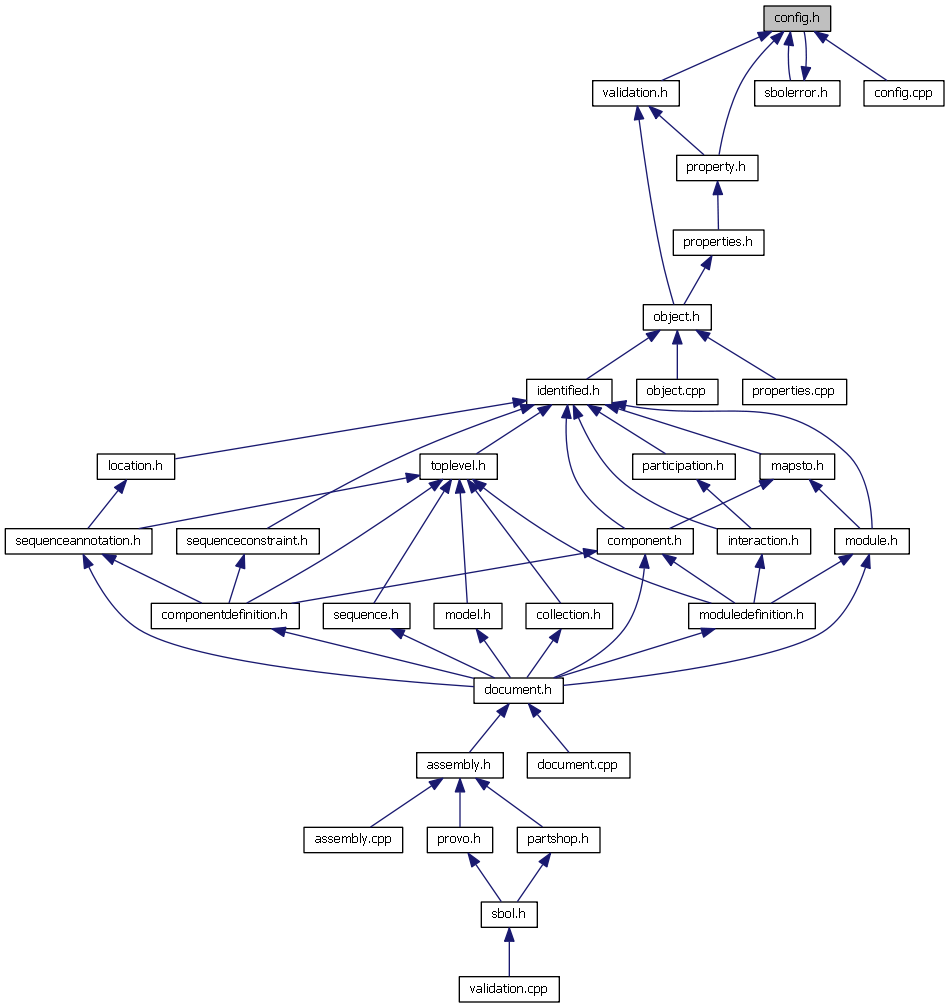 config.h
validation.h
sbolerror.h
config.cpp
property.h
properties.h
object.h
identified.h
object.cpp
properties.cpp
location.h
toplevel.h
participation.h
mapsto.h
sequenceannotation.h
sequenceconstraint.h
component.h
interaction.h
module.h
componentdefinition.h
sequence.h
model.h
collection.h
moduledefinition.h
document.h
assembly.h
document.cpp
assembly.cpp
provo.h
partshop.h
sbol.h
validation.cpp